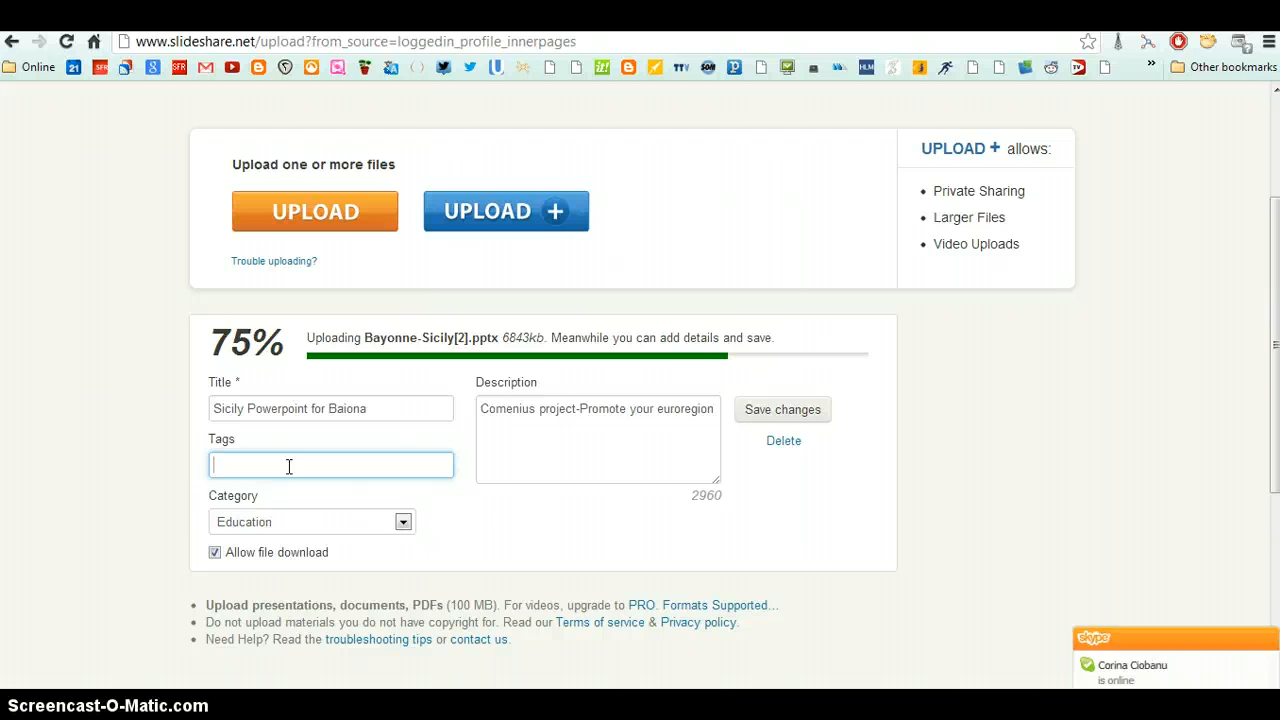 www.slideshare.net/upload?from_source=loggedin_profile_innerpages
Online
Other bookmarks
Upload one or more files
UPLOAD
UPLOAD +
Trouble uploading?
UPLOAD + allows:
• Private Sharing
• Larger Files
• Video Uploads
75%
Uploading Bayonne-Sicily[2].pptx 6843kb. Meanwhile you can add details and save.
Title *
Sicily Powerpoint for Baiona
Description
Comenius project-Promote your euroregion
2960
Save changes
Delete
Tags
Category
Education
Allow file download
• Upload presentations, documents, PDFs (100 MB). For videos, upgrade to PRO. Formats Supported...
• Do not upload materials you do not have copyright for. Read our Terms of service & Privacy policy.
• Need Help? Read the troubleshooting tips or contact us.
skype
Corina Ciobanu
is online
Screencast-O-Matic.com